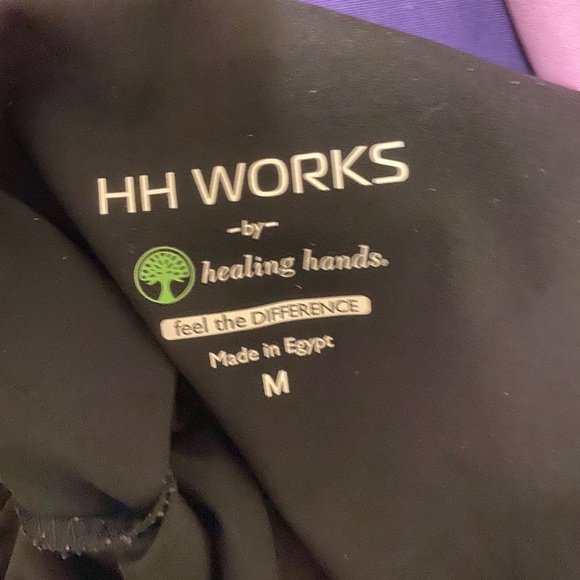 HH WORKS
-by-
healing hands.
feel the DIFFERENCE
Made in Egypt
M